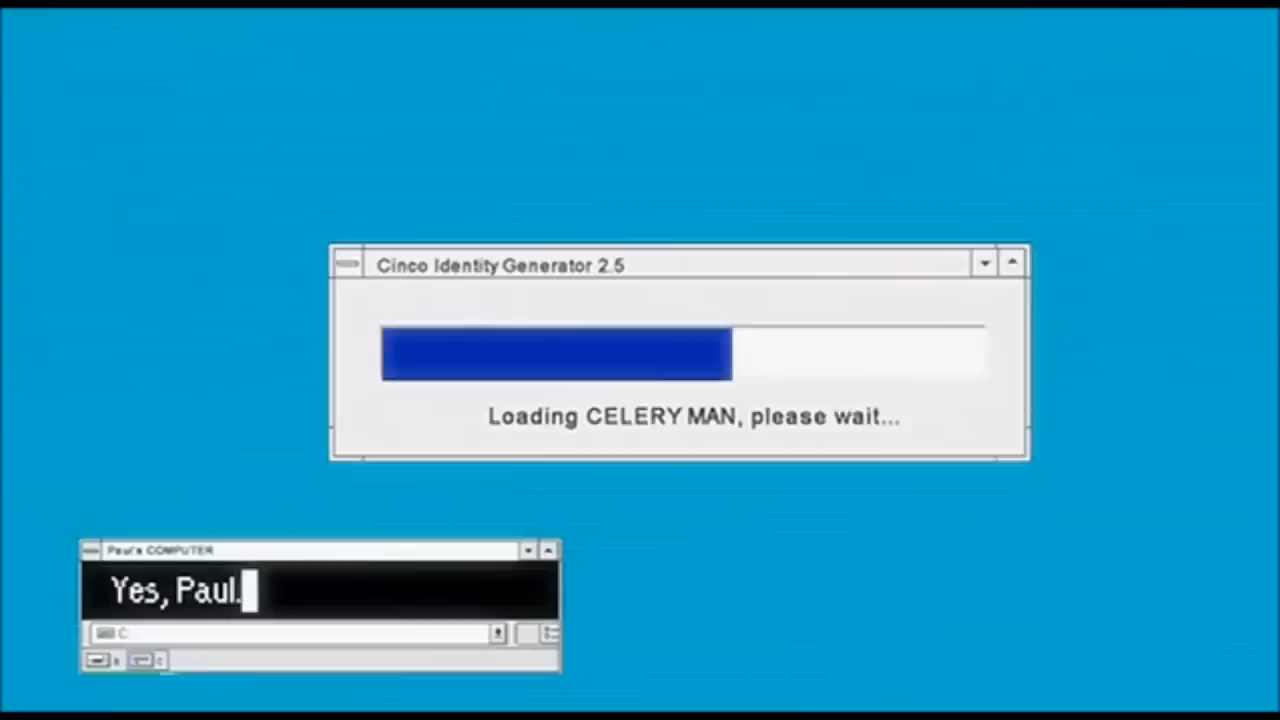 Cinco Identity Generator 2.5
Loading CELERY MAN, please wait...
Paul's COMPUTER
Yes, Paul.
C:
a
c